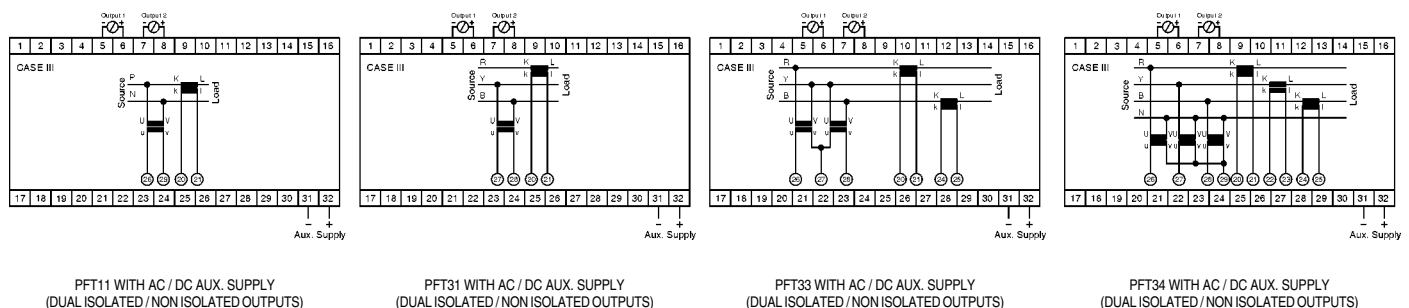 Output 1 Output 2
1 2 3 4 5 6 7 8 9 10 11 12 13 14 15 16
CASE III
P K L
N k l
Source Load
U V
u v
26 29 20 21
17 18 19 20 21 22 23 24 25 26 27 28 29 30 31 32
− +
Aux. Supply
PFT11 WITH AC / DC AUX. SUPPLY
(DUAL ISOLATED / NON ISOLATED OUTPUTS)
Output 1 Output 2
1 2 3 4 5 6 7 8 9 10 11 12 13 14 15 16
CASE III
R K L
Y k l
B
Source Load
U V
u v
27 28 20 21
17 18 19 20 21 22 23 24 25 26 27 28 29 30 31 32
− +
Aux. Supply
PFT31 WITH AC / DC AUX. SUPPLY
(DUAL ISOLATED / NON ISOLATED OUTPUTS)
Output 1 Output 2
1 2 3 4 5 6 7 8 9 10 11 12 13 14 15 16
CASE III
R K L
Y k l
B K L
k l
Source Load
U V U V
u v u v
26 27 28 20 21 24 25
17 18 19 20 21 22 23 24 25 26 27 28 29 30 31 32
− +
Aux. Supply
PFT33 WITH AC / DC AUX. SUPPLY
(DUAL ISOLATED / NON ISOLATED OUTPUTS)
Output 1 Output 2
1 2 3 4 5 6 7 8 9 10 11 12 13 14 15 16
CASE III
R K L
Y k l K L
B k l K L
N k l
Source Load
U VU VU V
u vu vu v
26 27 28 29 20 21 22 23 24 25
17 18 19 20 21 22 23 24 25 26 27 28 29 30 31 32
− +
Aux. Supply
PFT34 WITH AC / DC AUX. SUPPLY
(DUAL ISOLATED / NON ISOLATED OUTPUTS)